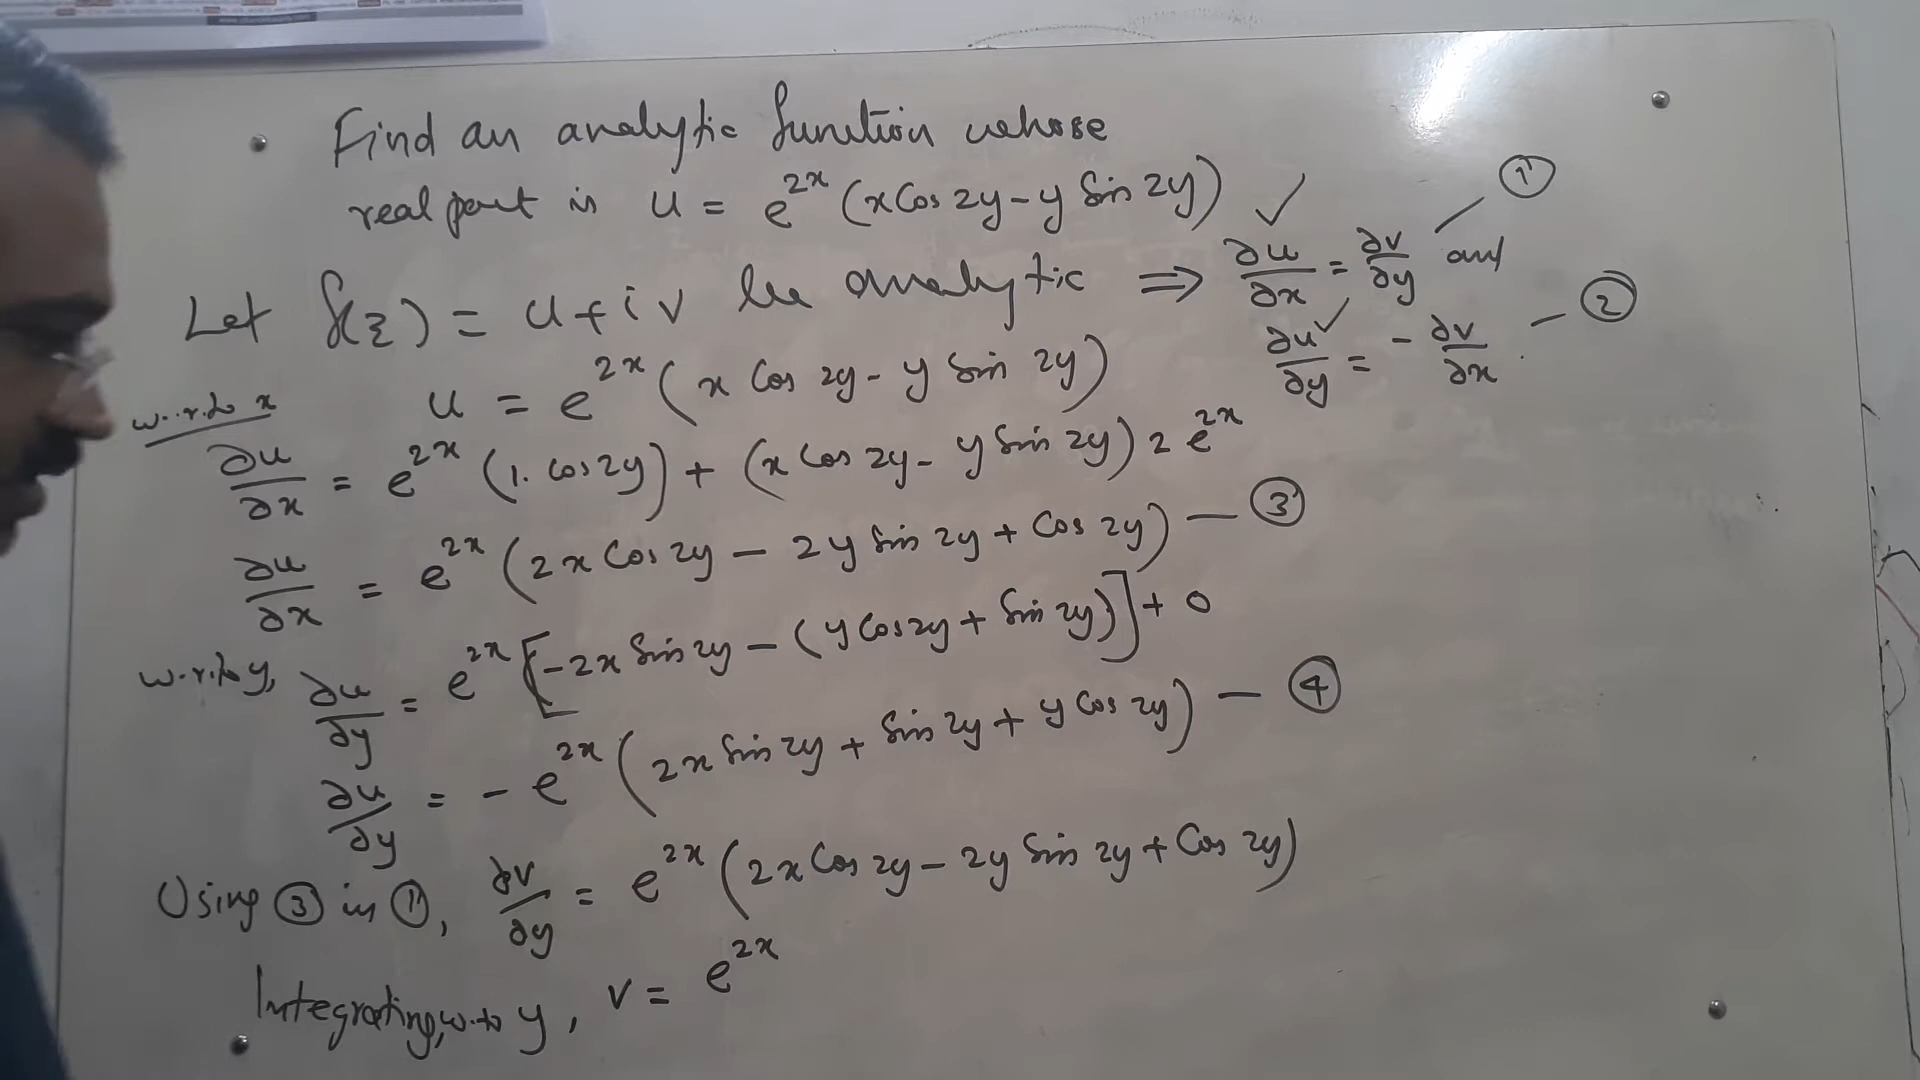 Find an analytic function whose
real part is u = e^{2x} (x Cos 2y - y Sin 2y) ✓
Let f(z) = u + i v be analytic ⇒ ∂u/∂x = ∂v/∂y and — ①
∂u/∂y ✓ = - ∂v/∂x — ②
u = e^{2x} (x Cos 2y - y Sin 2y)
w.r.to x
∂u/∂x = e^{2x} (1. cos 2y) + (x Cos 2y - y Sin 2y) 2 e^{2x}
∂u/∂x = e^{2x} (2x Cos 2y - 2y Sin 2y + Cos 2y) — ③
w.r.to y, ∂u/∂y = e^{2x} [-2x Sin 2y - (y Cos 2y + Sin 2y)] + 0
∂u/∂y = - e^{2x} (2x Sin 2y + Sin 2y + y Cos 2y) — ④
Using ③ in ①, ∂v/∂y = e^{2x} (2x Cos 2y - 2y Sin 2y + Cos 2y)
Integrating, w.to y, v = e^{2x}